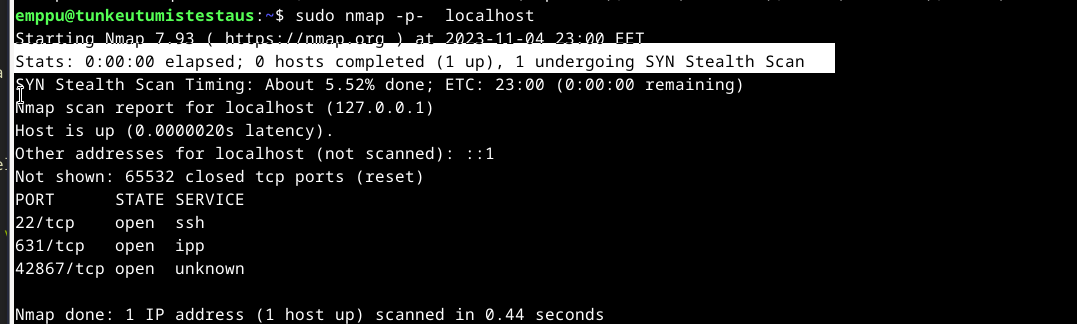 emppu@tunkeutumistestaus:~$ sudo nmap -p-  localhost
Starting Nmap 7.93 ( https://nmap.org ) at 2023-11-04 23:00 EET
Stats: 0:00:00 elapsed; 0 hosts completed (1 up), 1 undergoing SYN Stealth Scan
SYN Stealth Scan Timing: About 5.52% done; ETC: 23:00 (0:00:00 remaining)
Nmap scan report for localhost (127.0.0.1)
Host is up (0.0000020s latency).
Other addresses for localhost (not scanned): ::1
Not shown: 65532 closed tcp ports (reset)
PORT      STATE SERVICE
22/tcp    open  ssh
631/tcp   open  ipp
42867/tcp open  unknown
Nmap done: 1 IP address (1 host up) scanned in 0.44 seconds